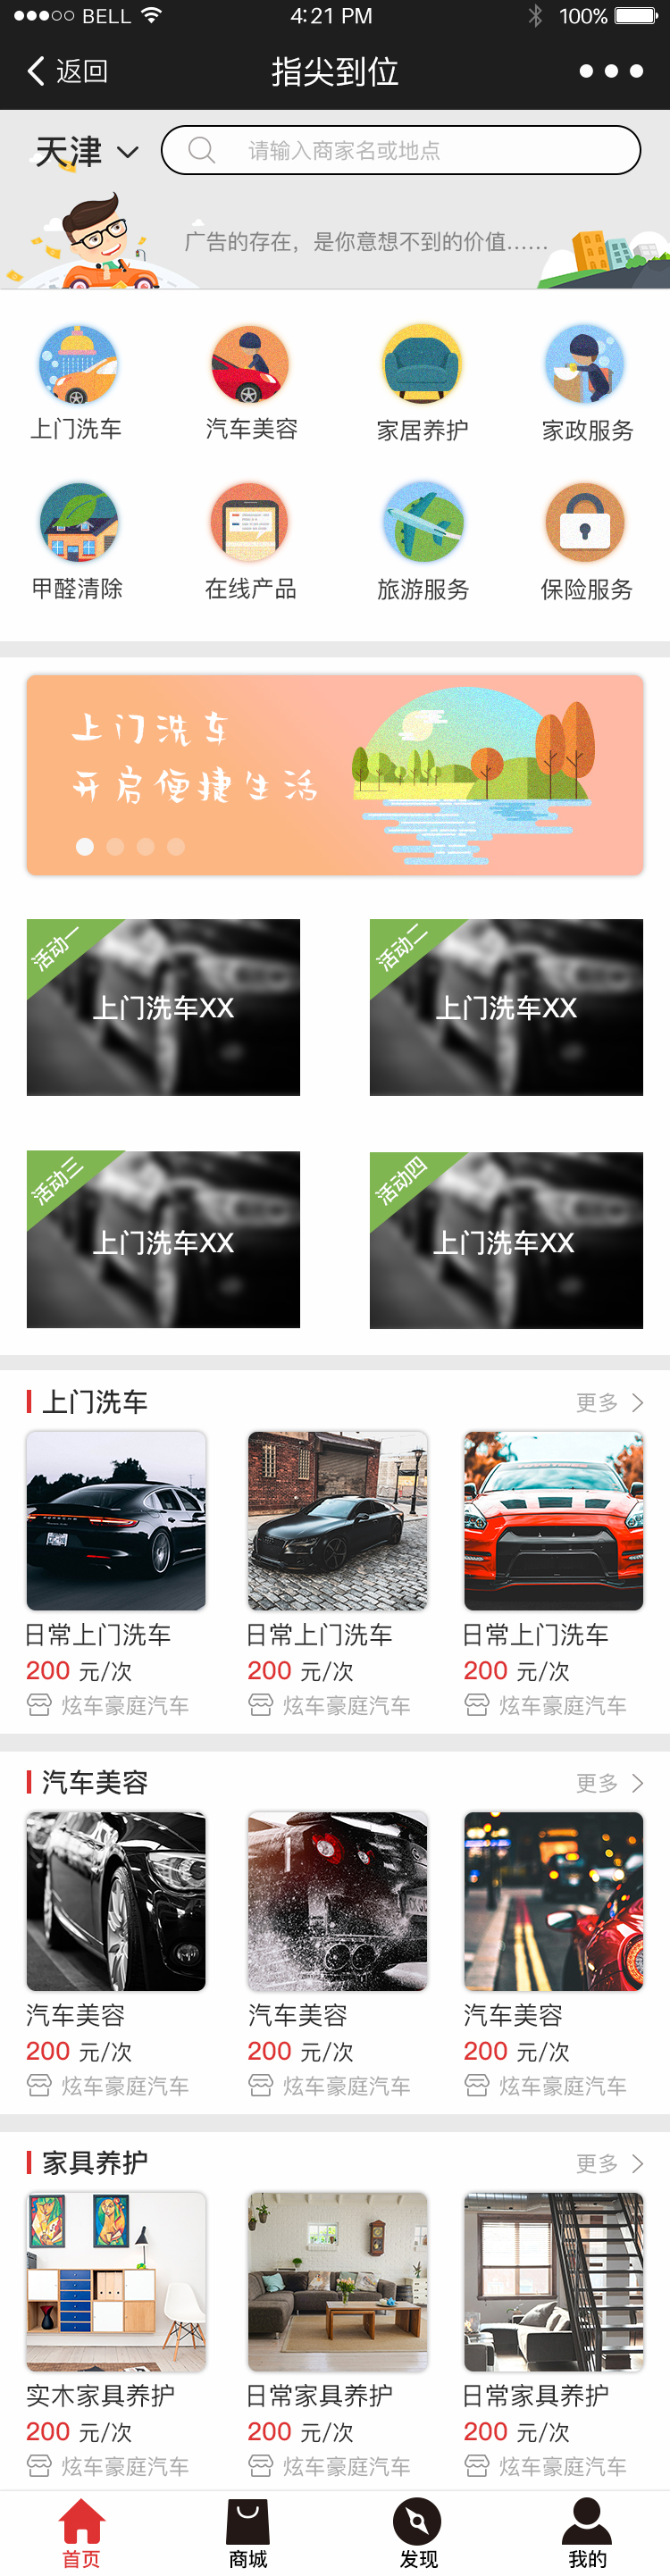 BELL 4:21 PM 100%
返回 指尖到位
天津 请输入商家名或地点
广告的存在，是你意想不到的价值……
上门洗车 汽车美容 家居养护 家政服务
甲醛清除 在线产品 旅游服务 保险服务
上门洗车
开启便捷生活
活动一 活动二
上门洗车XX 上门洗车XX
活动三 活动四
上门洗车XX 上门洗车XX
上门洗车 更多
日常上门洗车 日常上门洗车 日常上门洗车
200 元/次 200 元/次 200 元/次
炫车豪庭汽车 炫车豪庭汽车 炫车豪庭汽车
汽车美容 更多
汽车美容 汽车美容 汽车美容
200 元/次 200 元/次 200 元/次
炫车豪庭汽车 炫车豪庭汽车 炫车豪庭汽车
家具养护 更多
实木家具养护 日常家具养护 日常家具养护
200 元/次 200 元/次 200 元/次
炫车豪庭汽车 炫车豪庭汽车 炫车豪庭汽车
首页 商城 发现 我的